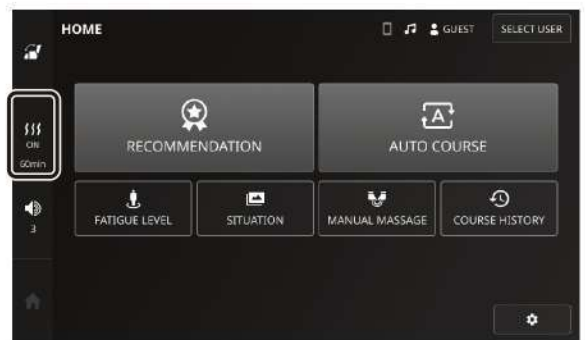 HOME
GUEST
SELECT USER
ON
60min
3
RECOMMENDATION
A
AUTO COURSE
FATIGUE LEVEL
SITUATION
MANUAL MASSAGE
COURSE HISTORY